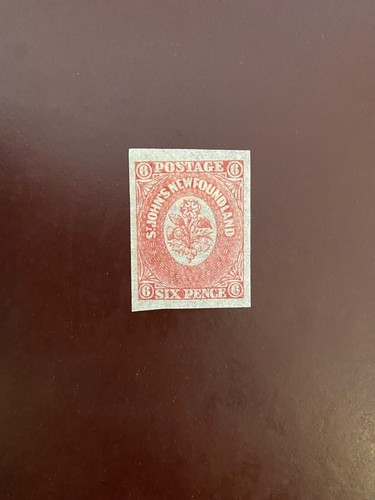 6 POSTAGE 6
ST. JOHN'S NEWFOUNDLAND
6 SIX PENCE 6